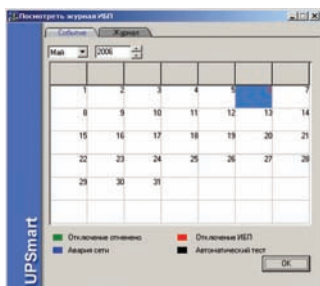 Посмотреть журнал ИБП
Событие Журнал
Май 2006
1 2 3 4 5 7
8 9 10 11 12 13 14
15 16 17 18 19 20 21
22 23 24 25 26 27 28
29 30 31
Отключение отменено Отключение ИБП
Авария сети Автоматический тест
OK
UPSmart